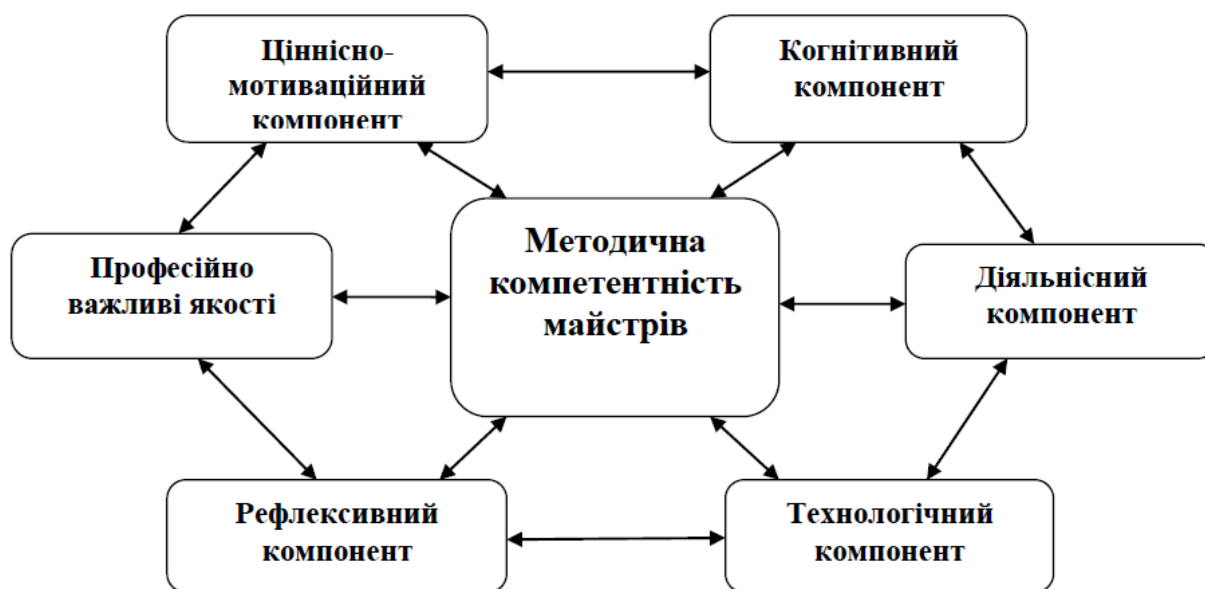 Ціннісно-
мотиваційний
компонент
Когнітивний
компонент
Методична
компетентність
майстрів
Професійно
важливі якості
Діяльнісний
компонент
Рефлексивний
компонент
Технологічний
компонент